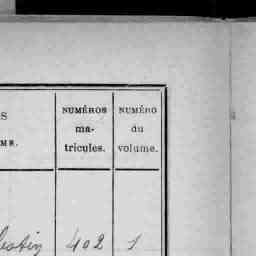 S
NUMÉROS NUMÉRO
ma- du
MS. tricules. volume.
402 1